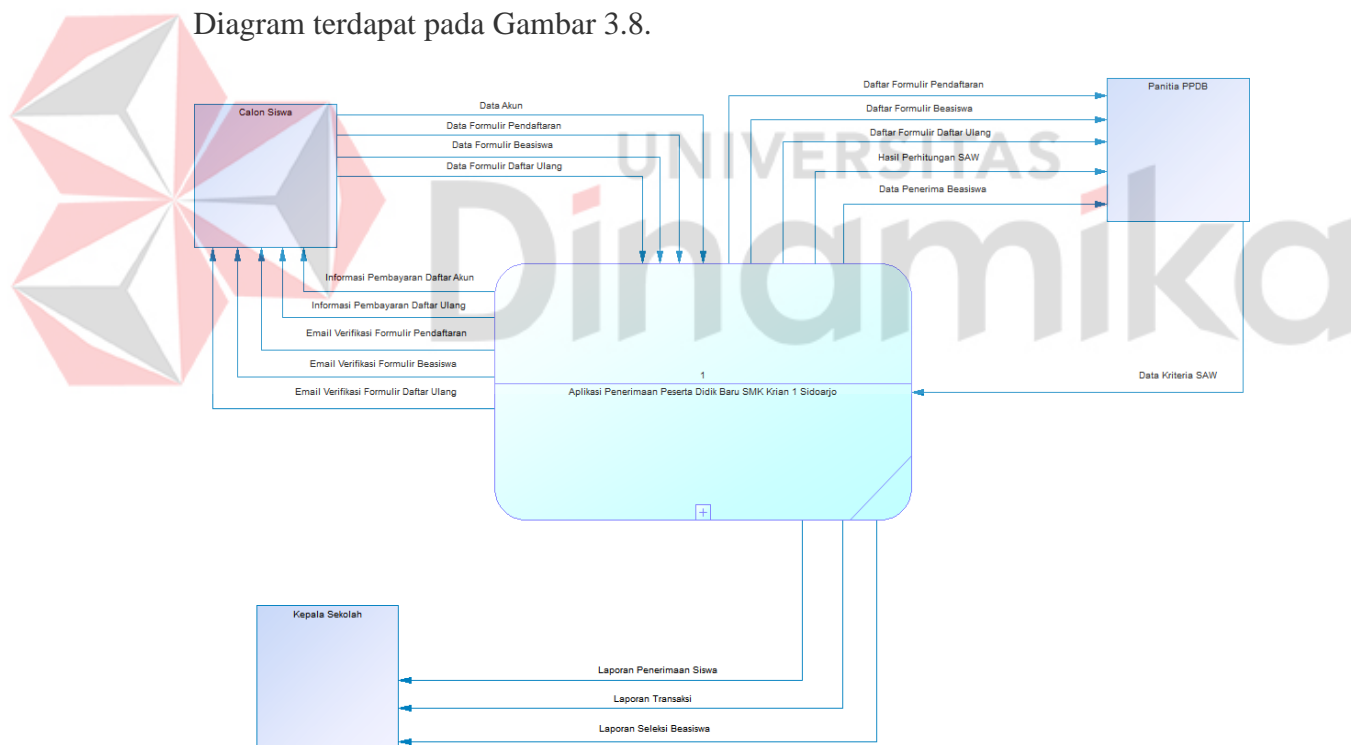 Diagram terdapat pada Gambar 3.8.
UNIVERSITAS
Dinamika
Calon Siswa
Data Akun
Data Formulir Pendaftaran
Data Formulir Beasiswa
Data Formulir Daftar Ulang
Daftar Formulir Pendaftaran
Daftar Formulir Beasiswa
Daftar Formulir Daftar Ulang
Hasil Perhitungan SAW
Data Penerima Beasiswa
Panitia PPDB
Informasi Pembayaran Daftar Akun
Informasi Pembayaran Daftar Ulang
Email Verifikasi Formulir Pendaftaran
Email Verifikasi Formulir Beasiswa
Email Verifikasi Formulir Daftar Ulang
1
Aplikasi Penerimaan Peserta Didik Baru SMK Krian 1 Sidoarjo
Data Kriteria SAW
Kepala Sekolah
Laporan Penerimaan Siswa
Laporan Transaksi
Laporan Seleksi Beasiswa